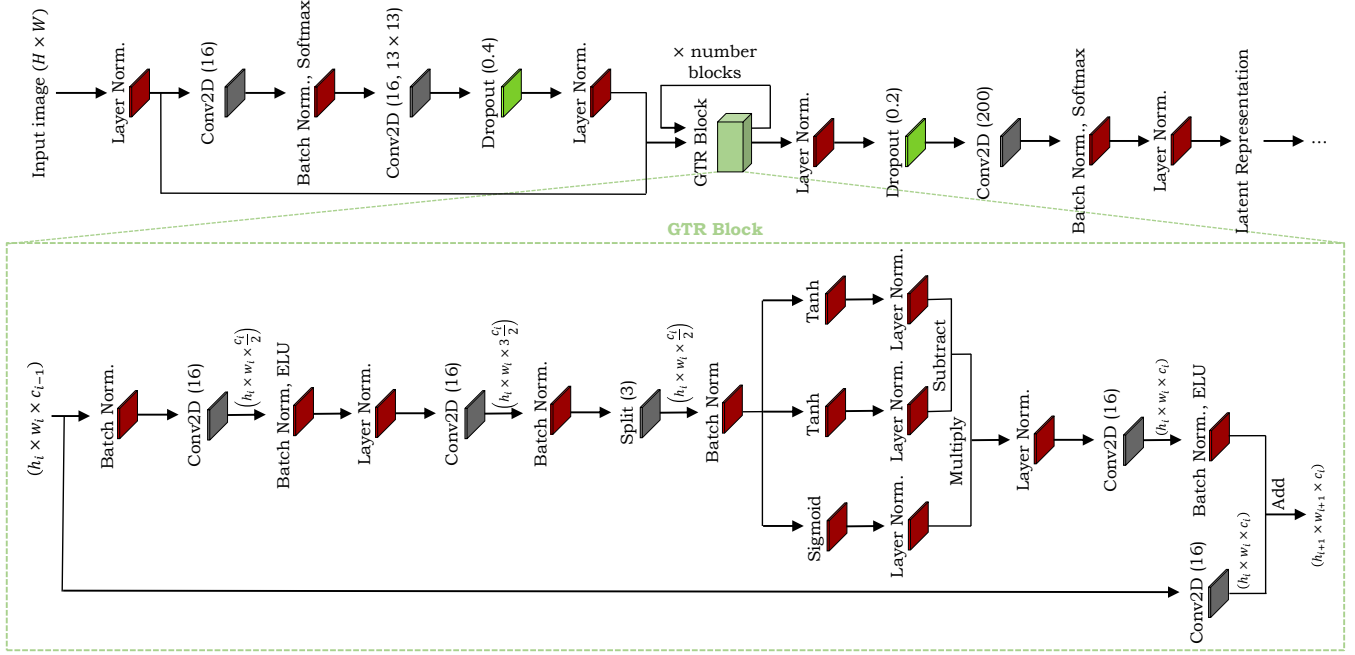 Input image (H × W)
Layer Norm.
Conv2D (16)
Batch Norm., Softmax
Conv2D (16, 13 × 13)
Dropout (0.4)
Layer Norm.
× number
blocks
GTR Block
Layer Norm.
Dropout (0.2)
Conv2D (200)
Batch Norm., Softmax
Layer Norm.
Latent Representation
...
GTR Block
(h_i × w_i × c_{i−1})
Batch Norm.
Conv2D (16)
(h_i × w_i × c_i/2)
Batch Norm, ELU
Layer Norm.
Conv2D (16)
(h_i × w_i × 3 c_i/2)
Batch Norm.
Split (3)
(h_i × w_i × c_i/2)
Batch Norm
Tanh
Layer Norm.
Tanh
Layer Norm.
Subtract
Sigmoid
Layer Norm.
Multiply
Layer Norm.
Conv2D (16)
(h_i × w_i × c_i)
Batch Norm., ELU
Conv2D (16)
(h_i × w_i × c_i)
Add
(h_{i+1} × w_{i+1} × c_i)